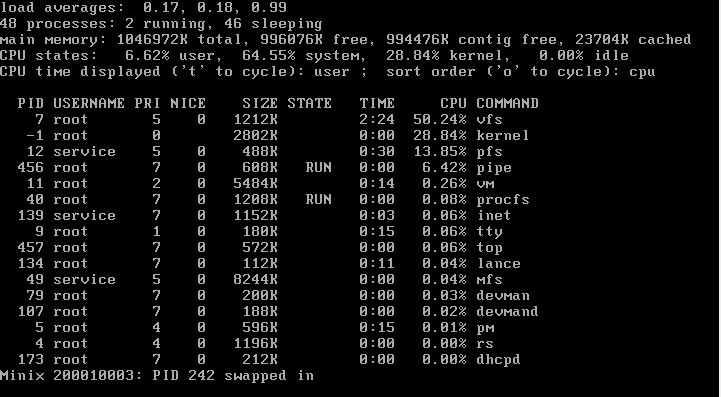 load averages:  0.17, 0.18, 0.99
48 processes: 2 running, 46 sleeping
main memory: 1046972K total, 996076K free, 994476K contig free, 23704K cached
CPU states:   6.62% user,  64.55% system,  28.84% kernel,   0.00% idle
CPU time displayed ('t' to cycle): user ;  sort order ('o' to cycle): cpu
PID USERNAME PRI NICE    SIZE STATE   TIME     CPU COMMAND
7 root       5    0   1212K         2:24  50.24% vfs
-1 root       0        2802K         0:00  28.84% kernel
12 service    5    0    488K         0:30  13.85% pfs
456 root       7    0    608K   RUN   0:00   6.42% pipe
11 root       2    0   5484K         0:14   0.26% vm
40 root       7    0   1208K   RUN   0:00   0.08% procfs
139 service    7    0   1152K         0:03   0.06% inet
9 root       1    0    180K         0:15   0.06% tty
457 root       7    0    572K         0:00   0.06% top
134 root       7    0    112K         0:11   0.04% lance
49 service    5    0   8244K         0:00   0.04% mfs
79 root       7    0    200K         0:00   0.03% devman
107 root       7    0    188K         0:00   0.02% devmand
5 root       4    0    596K         0:15   0.01% pm
4 root       4    0   1196K         0:00   0.00% rs
173 root       7    0    212K         0:00   0.00% dhcpd
Minix 200010003: PID 242 swapped in